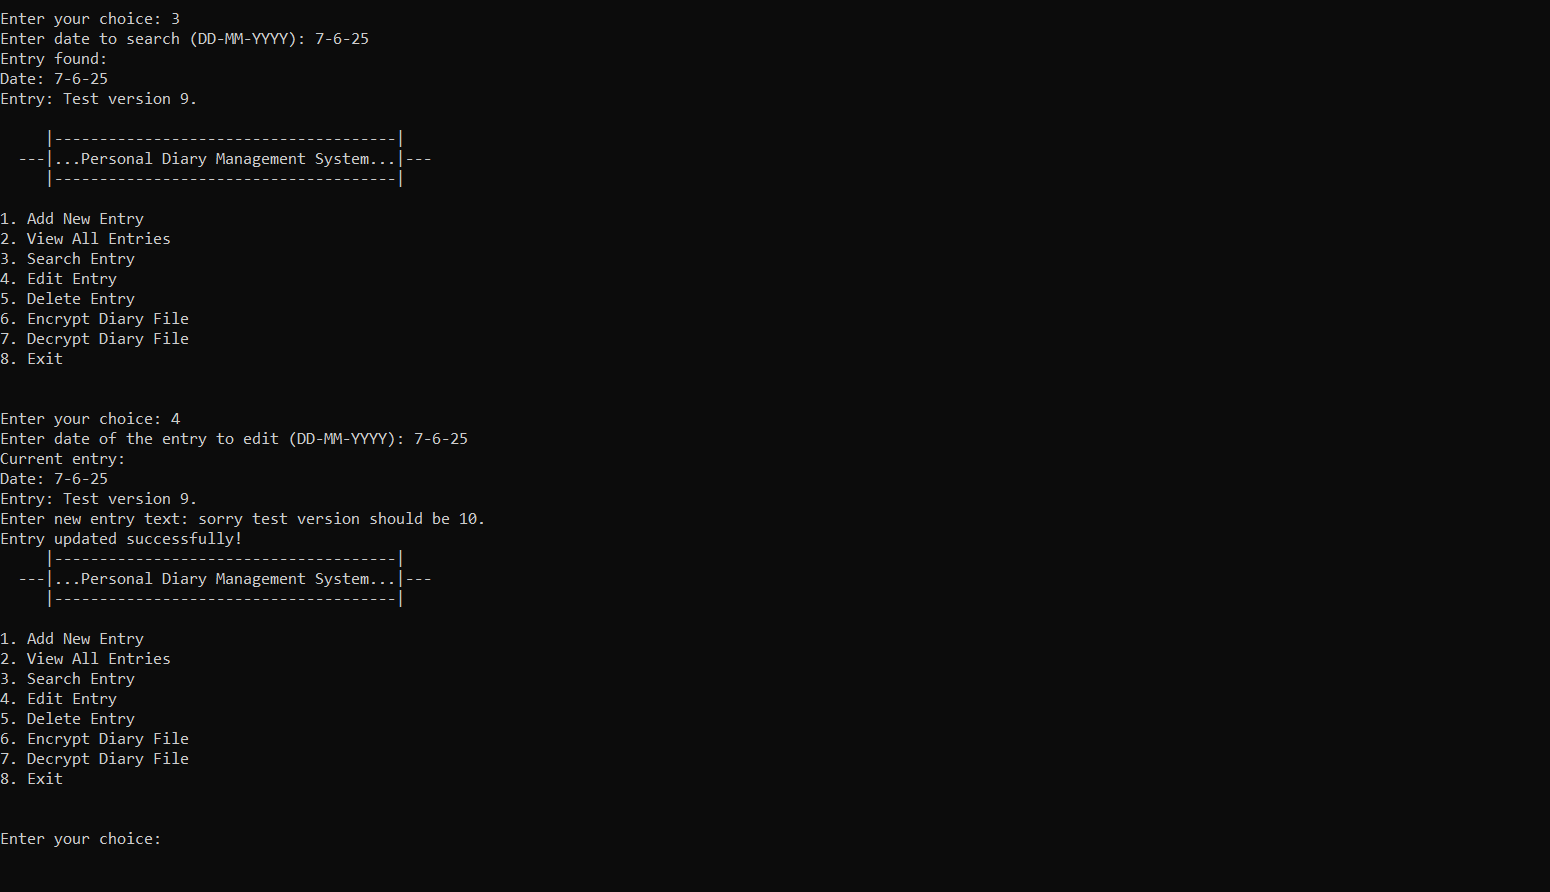 Enter your choice: 3
Enter date to search (DD-MM-YYYY): 7-6-25
Entry found:
Date: 7-6-25
Entry: Test version 9.
|--------------------------------------|
---|...Personal Diary Management System...|---
|--------------------------------------|
1. Add New Entry
2. View All Entries
3. Search Entry
4. Edit Entry
5. Delete Entry
6. Encrypt Diary File
7. Decrypt Diary File
8. Exit
Enter your choice: 4
Enter date of the entry to edit (DD-MM-YYYY): 7-6-25
Current entry:
Date: 7-6-25
Entry: Test version 9.
Enter new entry text: sorry test version should be 10.
Entry updated successfully!
|--------------------------------------|
---|...Personal Diary Management System...|---
|--------------------------------------|
1. Add New Entry
2. View All Entries
3. Search Entry
4. Edit Entry
5. Delete Entry
6. Encrypt Diary File
7. Decrypt Diary File
8. Exit
Enter your choice: